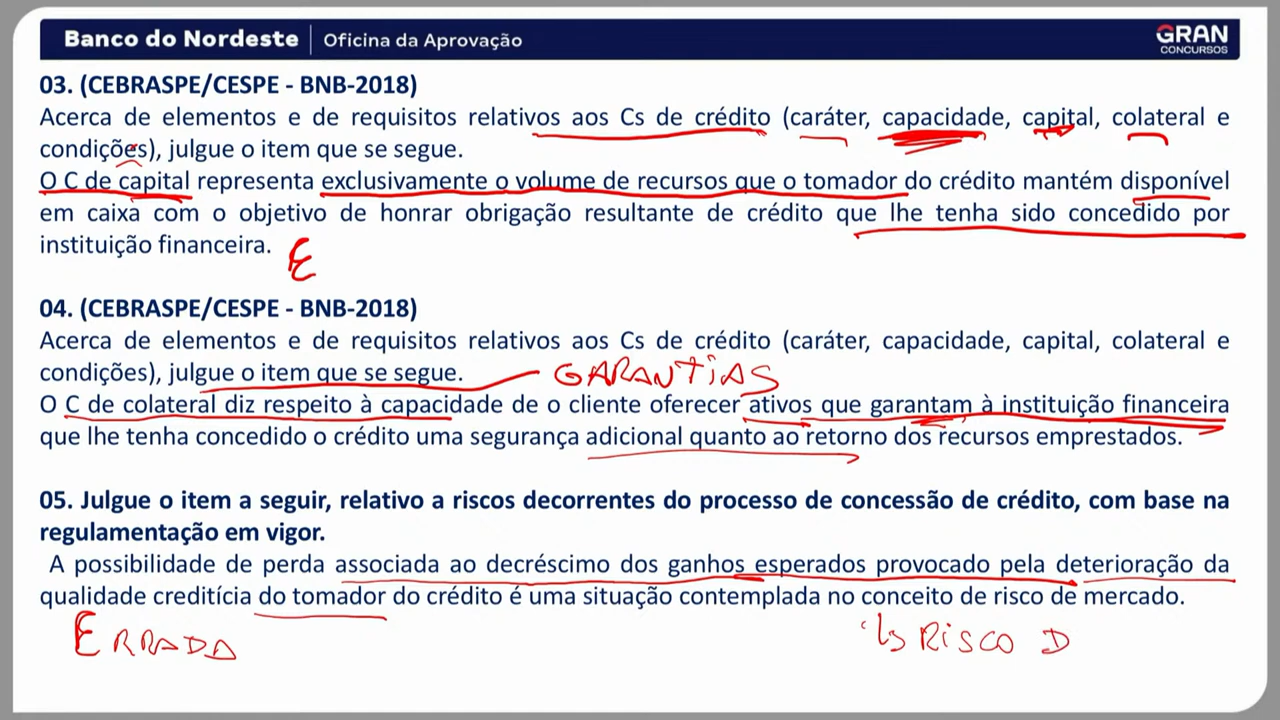 Banco do Nordeste | Oficina da Aprovação
GRAN
CONCURSOS
03. (CEBRASPE/CESPE - BNB-2018)
Acerca de elementos e de requisitos relativos aos Cs de crédito (caráter, capacidade, capital, colateral e
condições), julgue o item que se segue.
O C de capital representa exclusivamente o volume de recursos que o tomador do crédito mantém disponível
em caixa com o objetivo de honrar obrigação resultante de crédito que lhe tenha sido concedido por
instituição financeira.
E
04. (CEBRASPE/CESPE - BNB-2018)
Acerca de elementos e de requisitos relativos aos Cs de crédito (caráter, capacidade, capital, colateral e
condições), julgue o item que se segue.
GARANTIAS
O C de colateral diz respeito à capacidade de o cliente oferecer ativos que garantam à instituição financeira
que lhe tenha concedido o crédito uma segurança adicional quanto ao retorno dos recursos emprestados.
05. Julgue o item a seguir, relativo a riscos decorrentes do processo de concessão de crédito, com base na
regulamentação em vigor.
A possibilidade de perda associada ao decréscimo dos ganhos esperados provocado pela deterioração da
qualidade creditícia do tomador do crédito é uma situação contemplada no conceito de risco de mercado.
ERRADA
RISCO D